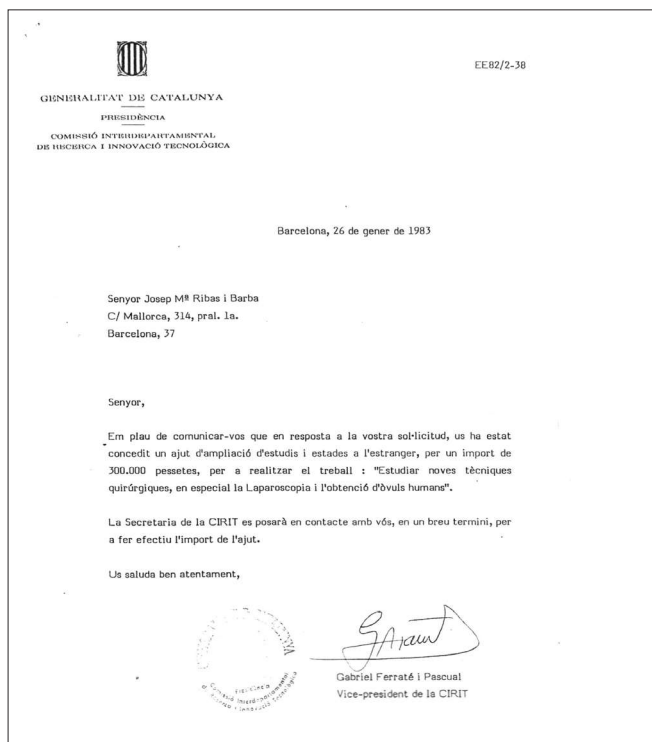 EE82/2-38
GENERALITAT DE CATALUNYA
PRESIDÈNCIA
COMISSIÓ INTERDEPARTAMENTAL
DE RECERCA I INNOVACIÓ TECNOLÒGICA
Barcelona, 26 de gener de 1983
Senyor Josep Mª Ribas i Barba
C/ Mallorca, 314, pral. 1a.
Barcelona, 37
Senyor,
Em plau de comunicar-vos que en resposta a la vostra sol·licitud, us ha estat
concedit un ajut d'ampliació d'estudis i estades a l'estranger, per un import de
300.000 pessetes, per a realitzar el treball : "Estudiar noves tècniques
quirúrgiques, en especial la Laparoscopia i l'obtenció d'òvuls humans".
La Secretaria de la CIRIT es posarà en contacte amb vós, en un breu termini, per
a fer efectiu l'import de l'ajut.
Us saluda ben atentament,
Gabriel Ferraté i Pascual
Vice-president de la CIRIT